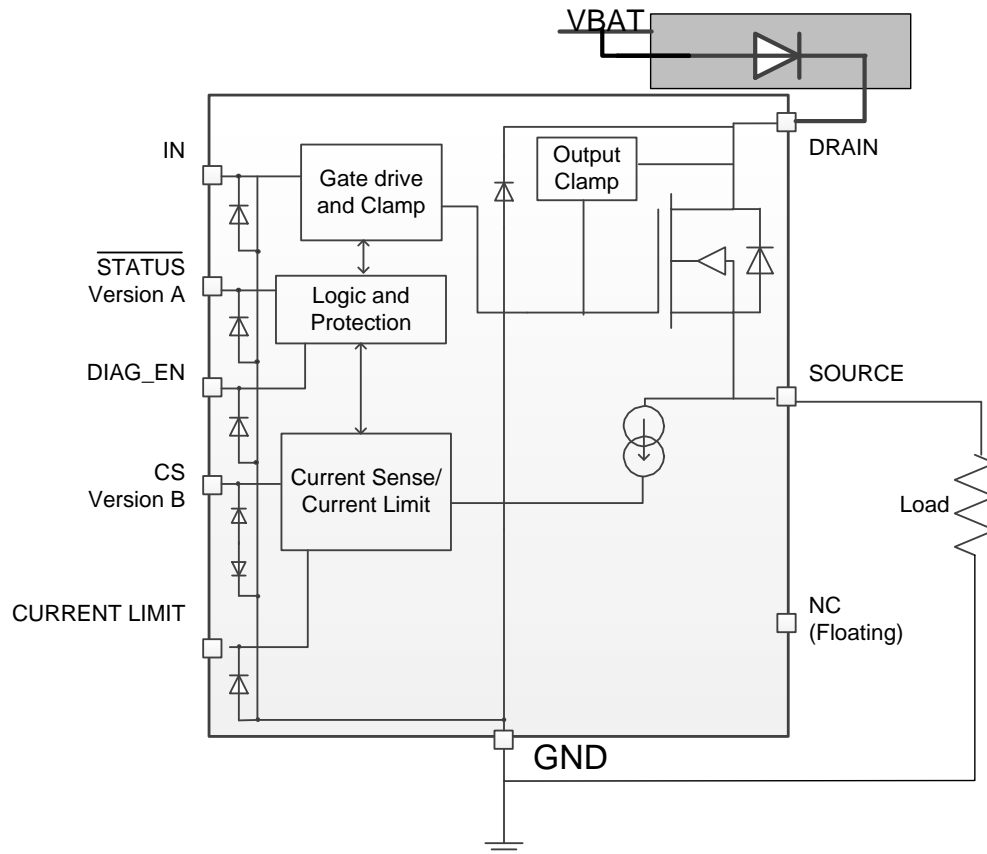 VBAT
DRAIN
IN
Gate drive
and Clamp
Output
Clamp
STATUS
Version A
Logic and
Protection
DIAG_EN
SOURCE
CS
Version B
Current Sense/
Current Limit
Load
CURRENT LIMIT
NC
(Floating)
GND